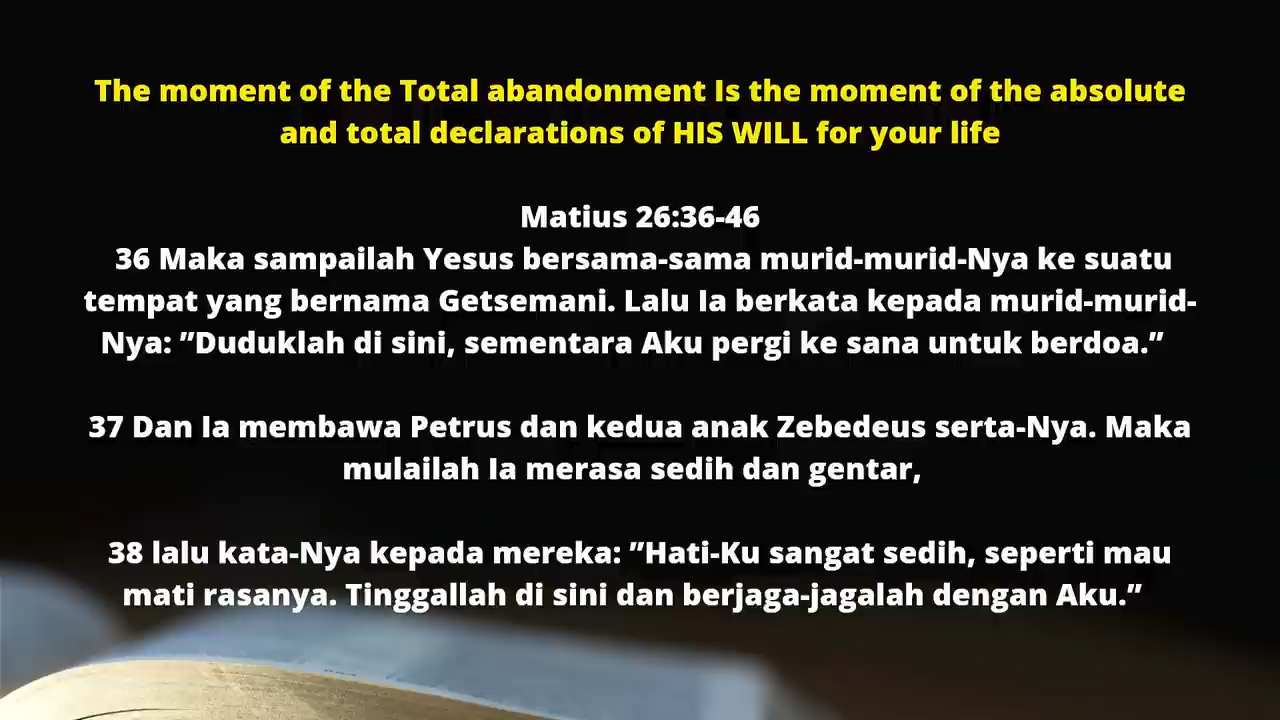 The moment of the Total abandonment Is the moment of the absolute
and total declarations of HIS WILL for your life
Matius 26:36-46
36 Maka sampailah Yesus bersama-sama murid-murid-Nya ke suatu
tempat yang bernama Getsemani. Lalu Ia berkata kepada murid-murid-
Nya: ”Duduklah di sini, sementara Aku pergi ke sana untuk berdoa.”
37 Dan Ia membawa Petrus dan kedua anak Zebedeus serta-Nya. Maka
mulailah Ia merasa sedih dan gentar,
38 lalu kata-Nya kepada mereka: ”Hati-Ku sangat sedih, seperti mau
mati rasanya. Tinggallah di sini dan berjaga-jagalah dengan Aku.”